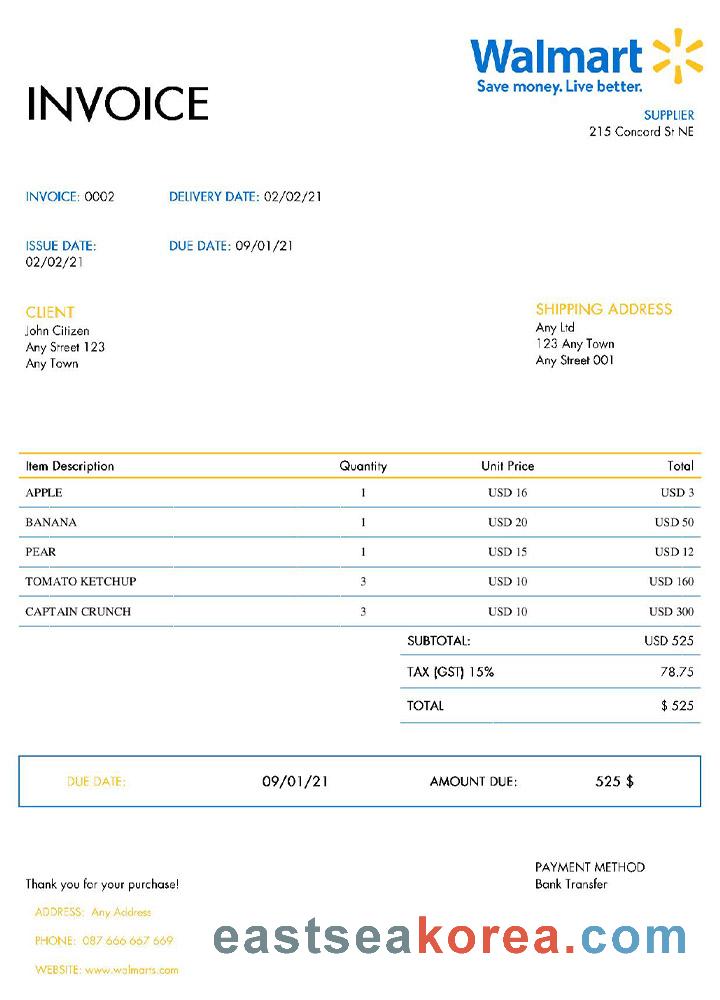 Walmart
Save money. Live better.
INVOICE
SUPPLIER
215 Concord St NE
INVOICE: 0002 DELIVERY DATE: 02/02/21
ISSUE DATE: DUE DATE: 09/01/21
02/02/21
CLIENT
John Citizen
Any Street 123
Any Town
SHIPPING ADDRESS
Any Ltd
123 Any Town
Any Street 001
Item Description Quantity Unit Price Total
APPLE 1 USD 16 USD 3
BANANA 1 USD 20 USD 50
PEAR 1 USD 15 USD 12
TOMATO KETCHUP 3 USD 10 USD 160
CAPTAIN CRUNCH 3 USD 10 USD 300
SUBTOTAL: USD 525
TAX (GST) 15% 78.75
TOTAL $ 525
DUE DATE: 09/01/21 AMOUNT DUE: 525 $
PAYMENT METHOD
Bank Transfer
Thank you for your purchase!
ADDRESS: Any Address
PHONE: 087 666 667 669
WEBSITE: www.walmarts.com
eastseakorea.com